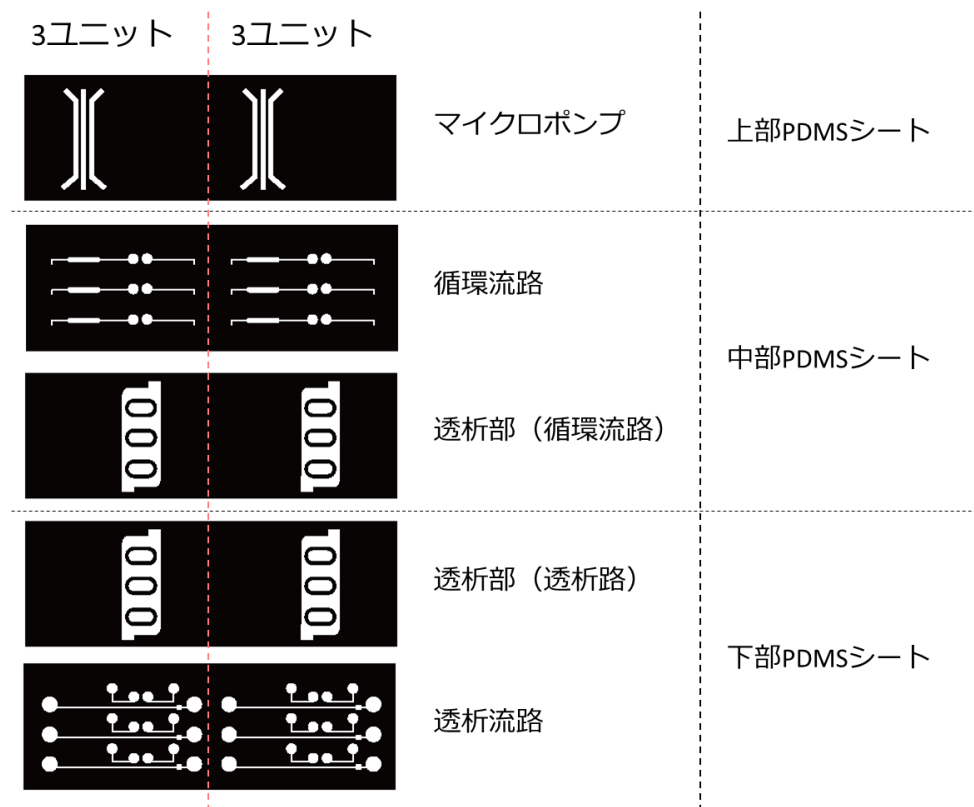 3ユニット 3ユニット
マイクロポンプ
上部PDMSシート
循環流路
中部PDMSシート
透析部（循環流路）
透析部（透析路）
下部PDMSシート
透析流路